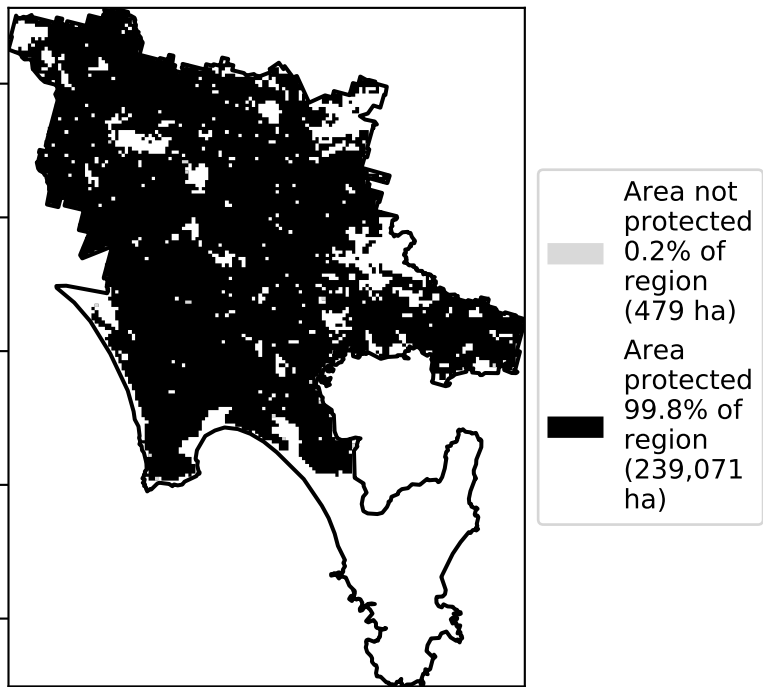 Area not
protected
0.2% of
region
(479 ha)
Area
protected
99.8% of
region
(239,071
ha)